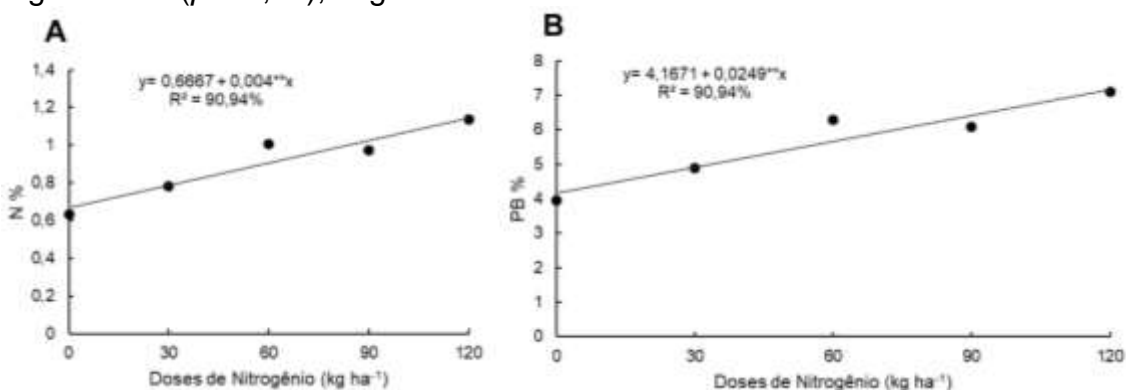 A
y= 0,6667 + 0,004**x
R² = 90,94%
1,4
1,2
1
0,8
0,6
0,4
0,2
0
N %
0 30 60 90 120
Doses de Nitrogênio (kg ha⁻¹)
B
y= 4,1671 + 0,0249**x
R² = 90,94%
8
7
6
5
4
3
2
1
0
PB %
0 30 60 90 120
Doses de Nitrogênio (kg ha⁻¹)